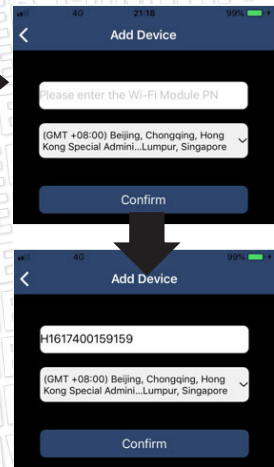 4G 21:18 99%
Add Device
Please enter the Wi-Fi Module PN
(GMT +08:00) Beijing, Chongqing, Hong
Kong Special Admini...Lumpur, Singapore
Confirm
4G 99%
Add Device
H1617400159159
(GMT +08:00) Beijing, Chongqing, Hong
Kong Special Admini...Lumpur, Singapore
Confirm